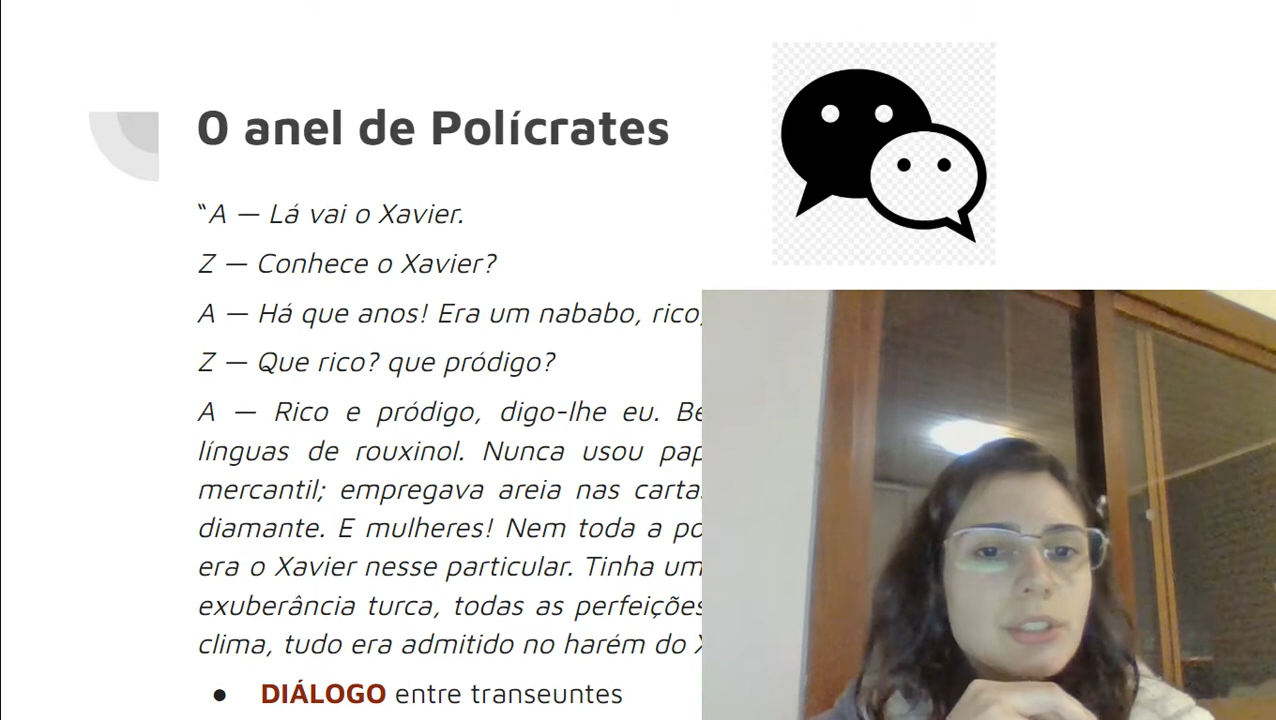 O anel de Polícrates
“A — Lá vai o Xavier.
Z — Conhece o Xavier?
A — Há que anos! Era um nababo, rico,
Z — Que rico? que pródigo?
A — Rico e pródigo, digo-lhe eu.
línguas de rouxinol. Nunca usou
mercantil; empregava areia nas
diamante. E mulheres! Nem toda a
era o Xavier nesse particular. Tinha
exuberância turca, todas as perfeições
clima, tudo era admitido no harém do
● DIÁLOGO entre transeuntes